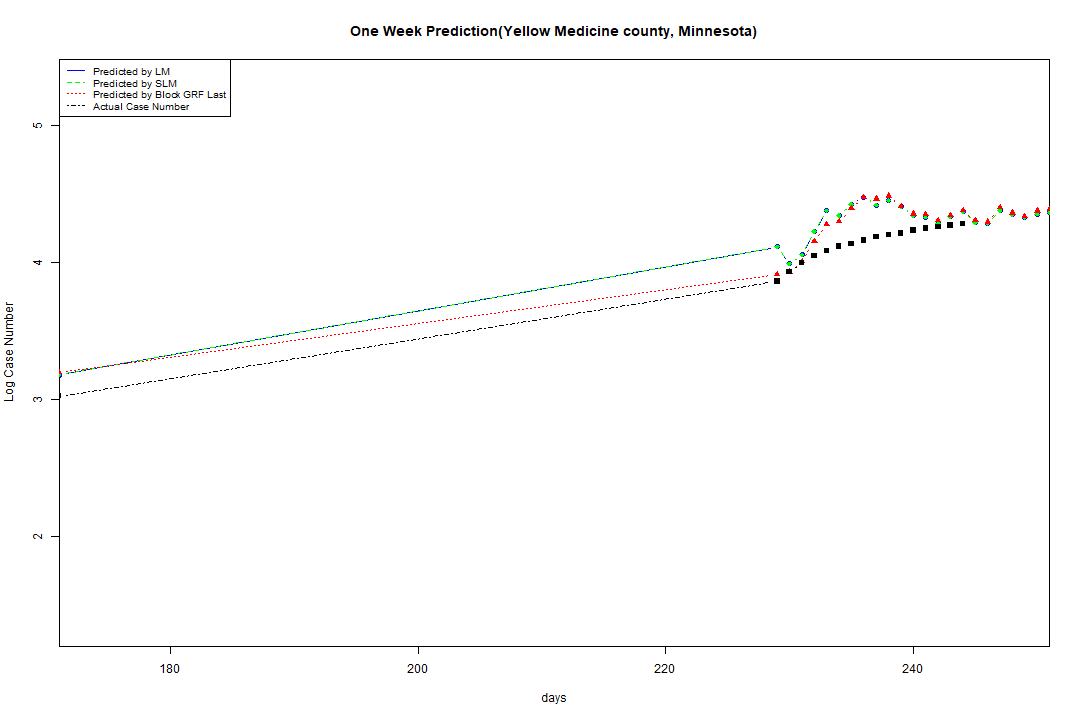 One Week Prediction(Yellow Medicine county, Minnesota)
Predicted by LM
Predicted by SLM
Predicted by Block GRF Last
Actual Case Number
5
4
3
2
Log Case Number
180 200 220 240
days